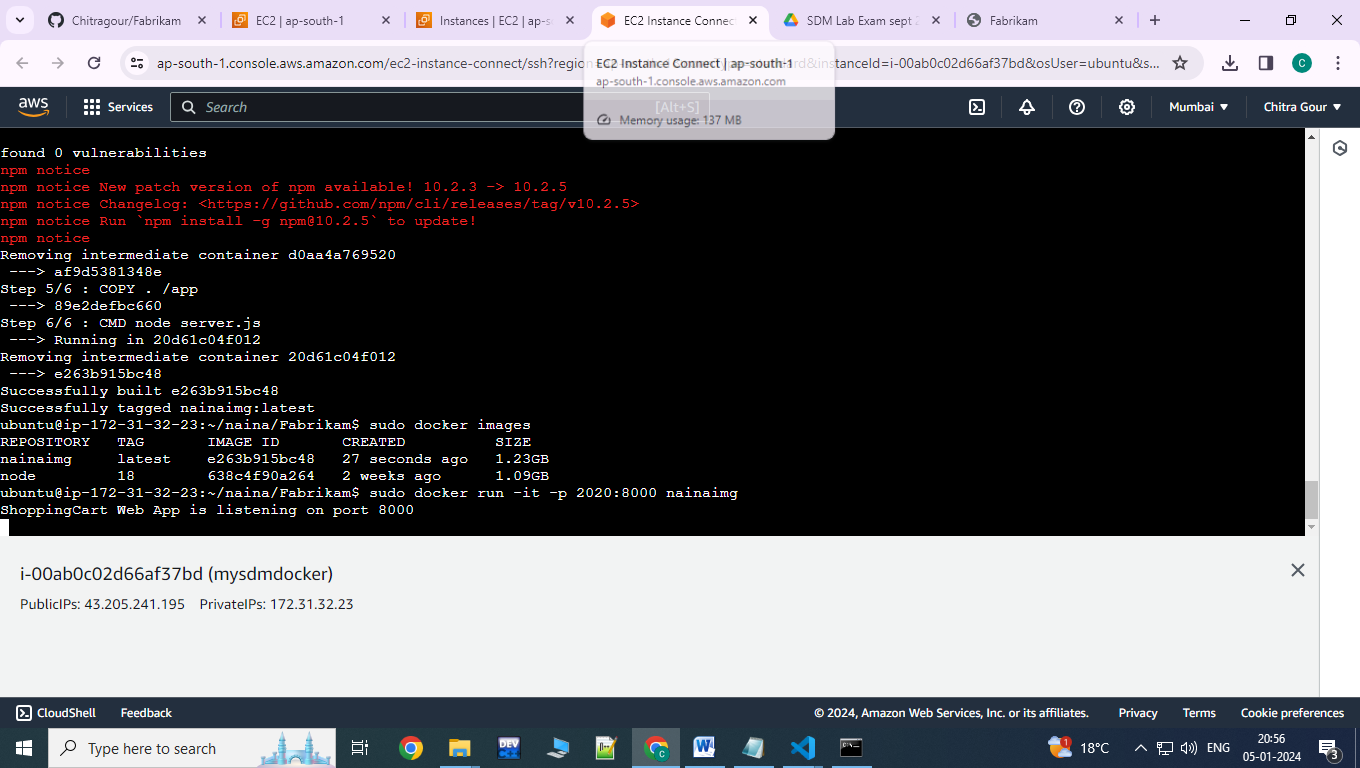 Chitragour/Fabrikam
EC2 | ap-south-1
Instances | EC2 | ap-s
EC2 Instance Connect
SDM Lab Exam sept 2
Fabrikam
ap-south-1.console.aws.amazon.com/ec2-instance-connect/ssh?region=
rd&instanceId=i-00ab0c02d66af37bd&osUser=ubuntu&s...
C
EC2 Instance Connect | ap-south-1
ap-south-1.console.aws.amazon.com
Memory usage: 137 MB
aws
Services
Search
[Alt+S]
Mumbai
Chitra Gour
found 0 vulnerabilities
npm notice
npm notice New patch version of npm available! 10.2.3 -> 10.2.5
npm notice Changelog: <https://github.com/npm/cli/releases/tag/v10.2.5>
npm notice Run `npm install -g npm@10.2.5` to update!
npm notice
Removing intermediate container d0aa4a769520
 ---> af9d5381348e
Step 5/6 : COPY . /app
 ---> 89e2defbc660
Step 6/6 : CMD node server.js
 ---> Running in 20d61c04f012
Removing intermediate container 20d61c04f012
 ---> e263b915bc48
Successfully built e263b915bc48
Successfully tagged nainaimg:latest
ubuntu@ip-172-31-32-23:~/naina/Fabrikam$ sudo docker images
REPOSITORY   TAG       IMAGE ID       CREATED          SIZE
nainaimg     latest    e263b915bc48   27 seconds ago   1.23GB
node         18        638c4f90a264   2 weeks ago      1.09GB
ubuntu@ip-172-31-32-23:~/naina/Fabrikam$ sudo docker run -it -p 2020:8000 nainaimg
ShoppingCart Web App is listening on port 8000
i-00ab0c02d66af37bd (mysdmdocker)
PublicIPs: 43.205.241.195 PrivateIPs: 172.31.32.23
CloudShell
Feedback
© 2024, Amazon Web Services, Inc. or its affiliates.
Privacy
Terms
Cookie preferences
Type here to search
DEV
C
W
1
18°C
ENG
20:56
05-01-2024
3